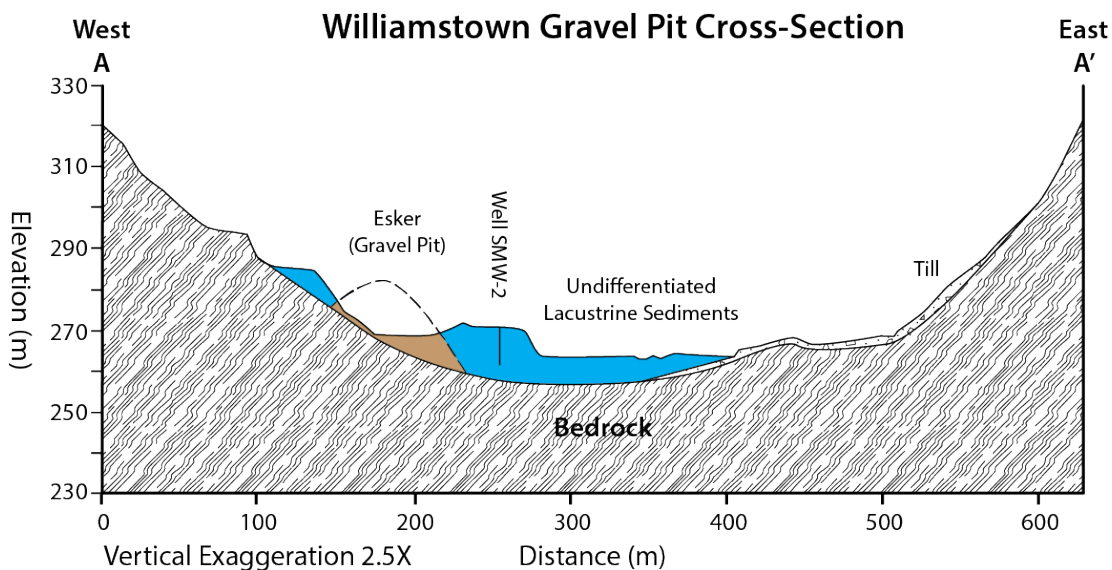 Williamstown Gravel Pit Cross-Section
West
A
East
A'
330
310
290
270
250
230
Elevation (m)
Esker
(Gravel Pit)
Well SMW-2
Undifferentiated
Lacustrine Sediments
Till
Bedrock
0
100
200
300
400
500
600
Vertical Exaggeration 2.5X
Distance (m)